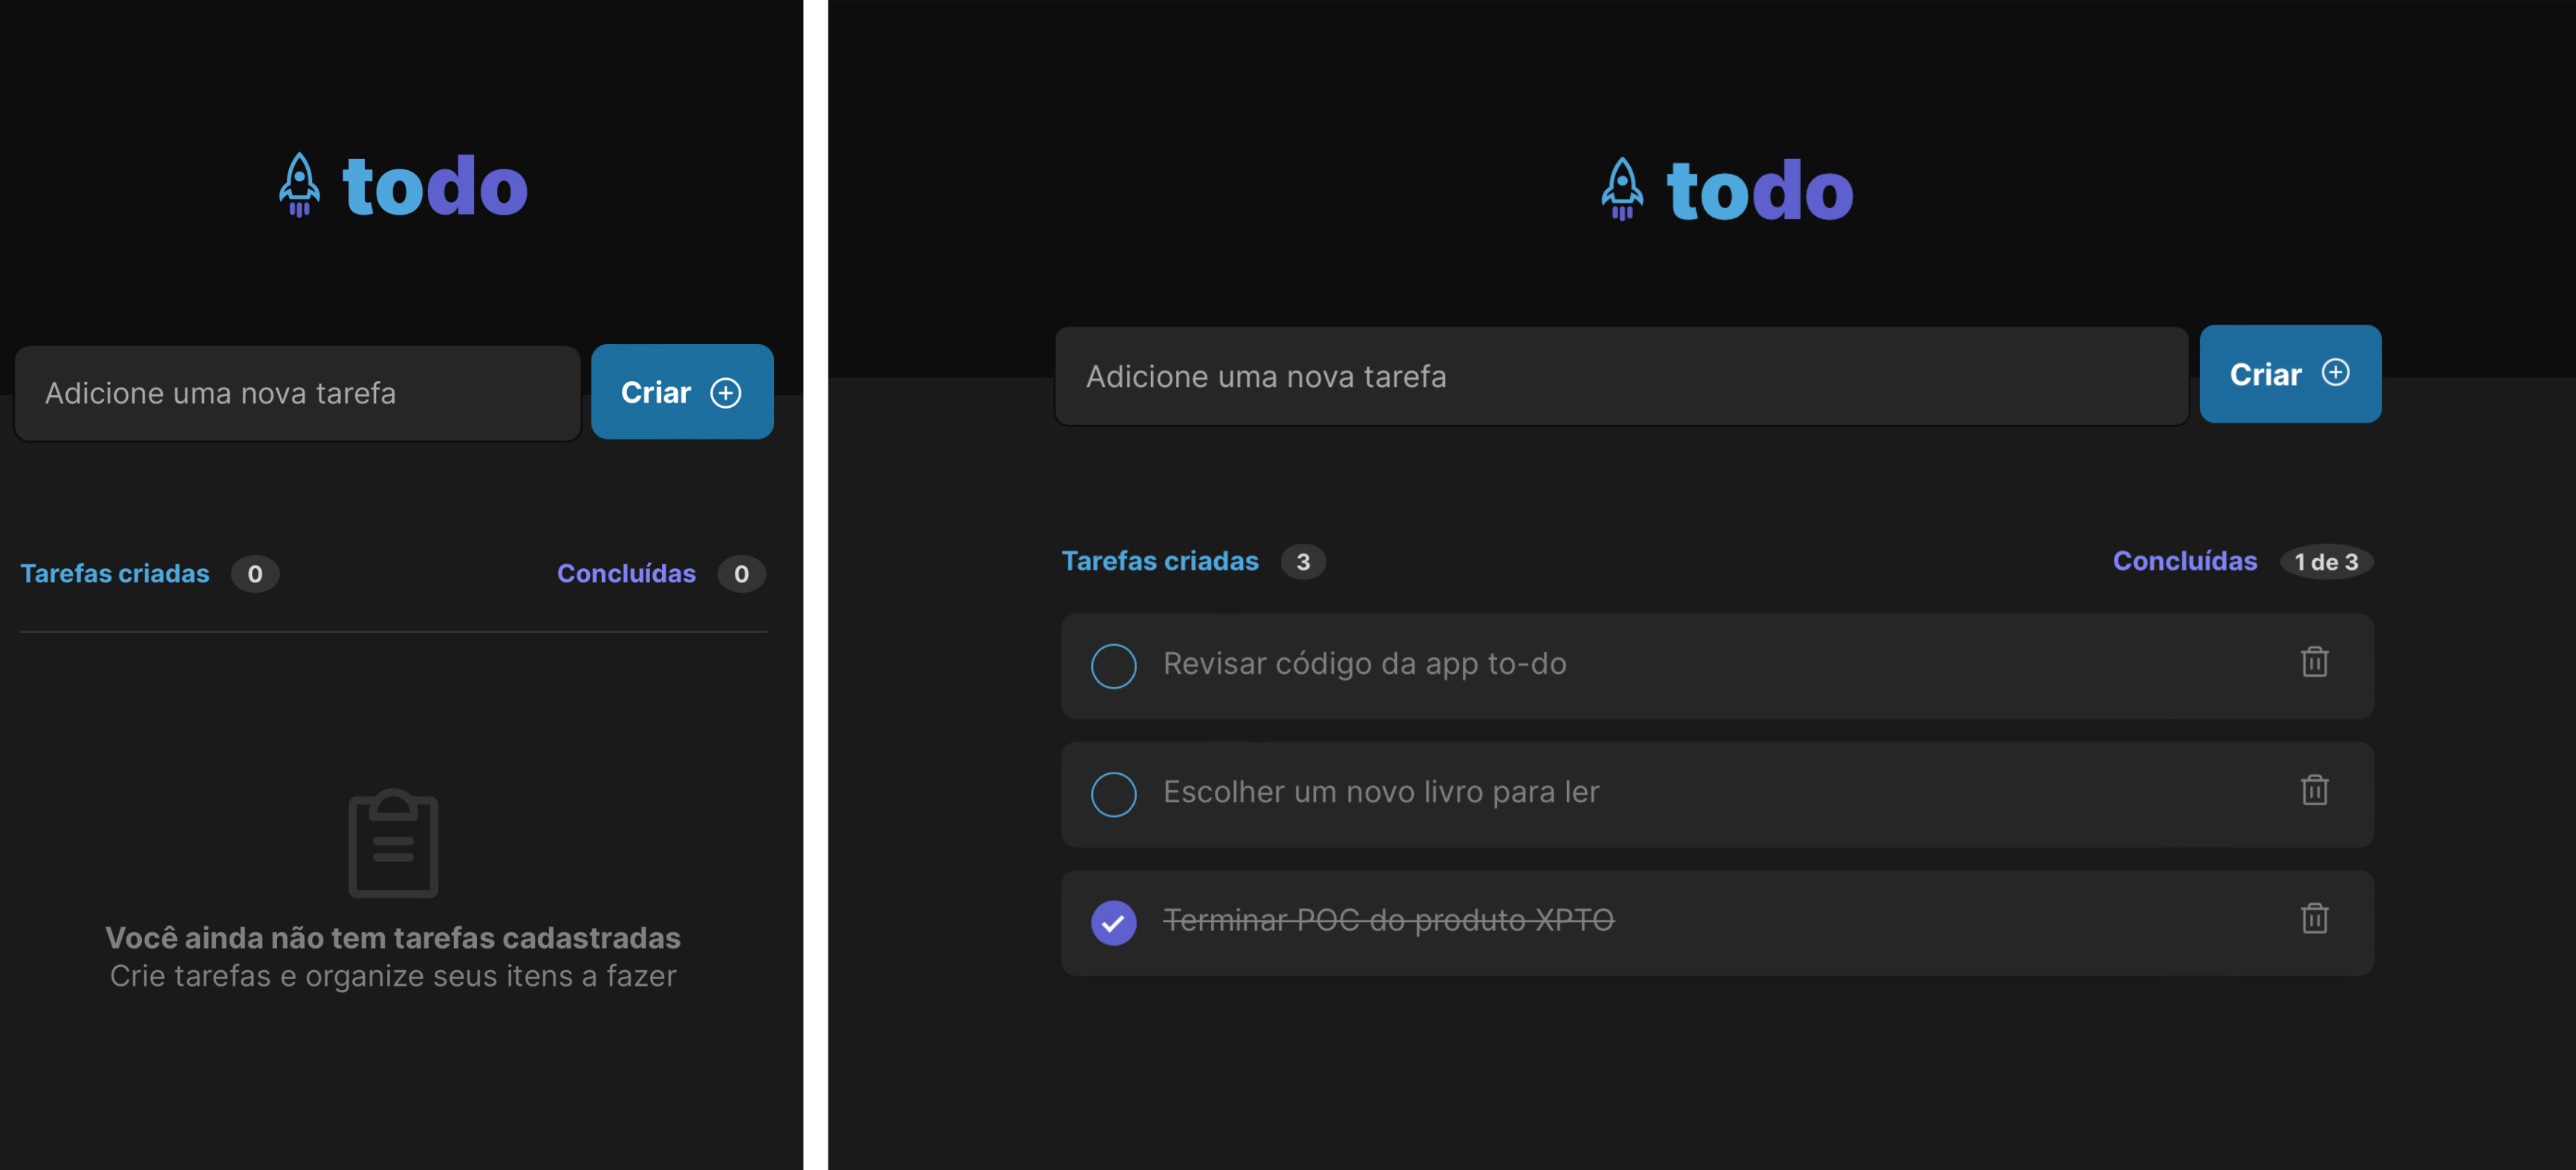 todo
Adicione uma nova tarefa
Criar
Tarefas criadas 0
Concluídas 0
Você ainda não tem tarefas cadastradas
Crie tarefas e organize seus itens a fazer
todo
Adicione uma nova tarefa
Criar
Tarefas criadas 3
Concluídas 1 de 3
Revisar código da app to-do
Escolher um novo livro para ler
Terminar POC do produto XPTO